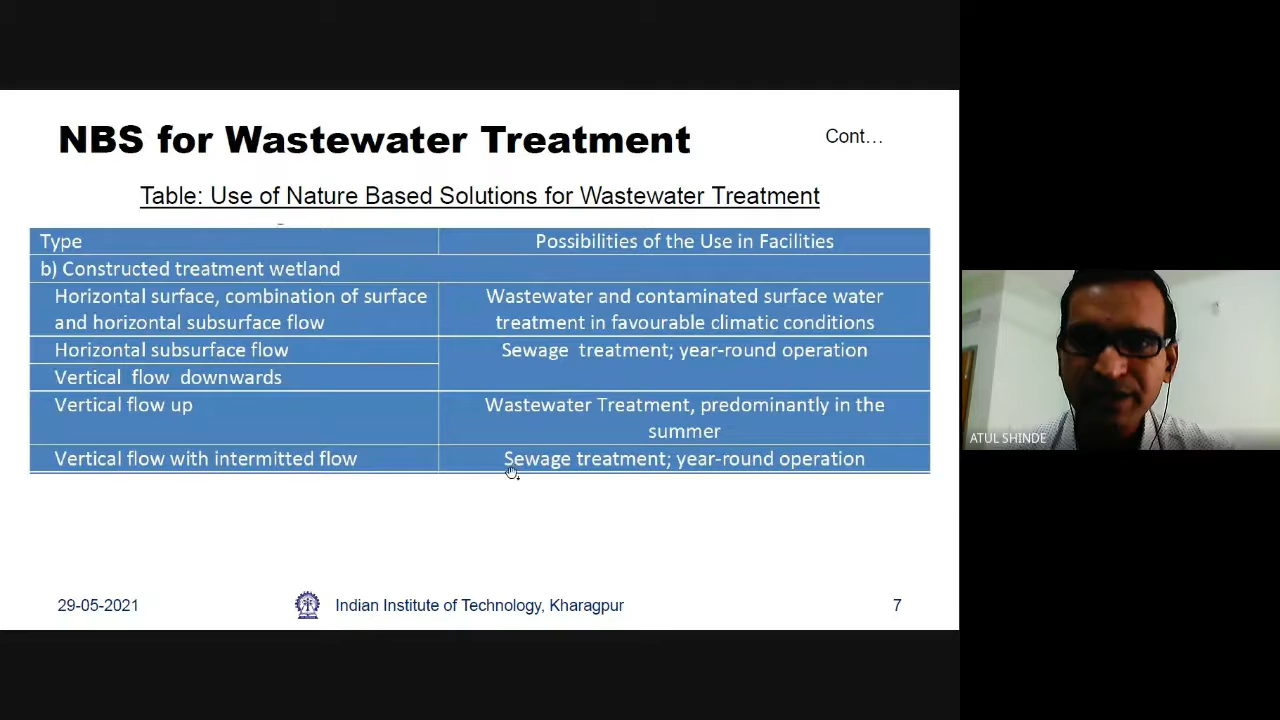 NBS for Wastewater Treatment
Cont...
Table: Use of Nature Based Solutions for Wastewater Treatment
Type
Possibilities of the Use in Facilities
b) Constructed treatment wetland
Horizontal surface, combination of surface
and horizontal subsurface flow
Wastewater and contaminated surface water
treatment in favourable climatic conditions
Horizontal subsurface flow
Sewage treatment; year-round operation
Vertical flow downwards
Vertical flow up
Wastewater Treatment, predominantly in the
summer
Vertical flow with intermitted flow
Sewage treatment; year-round operation
ATUL SHINDE
29-05-2021
Indian Institute of Technology, Kharagpur
7